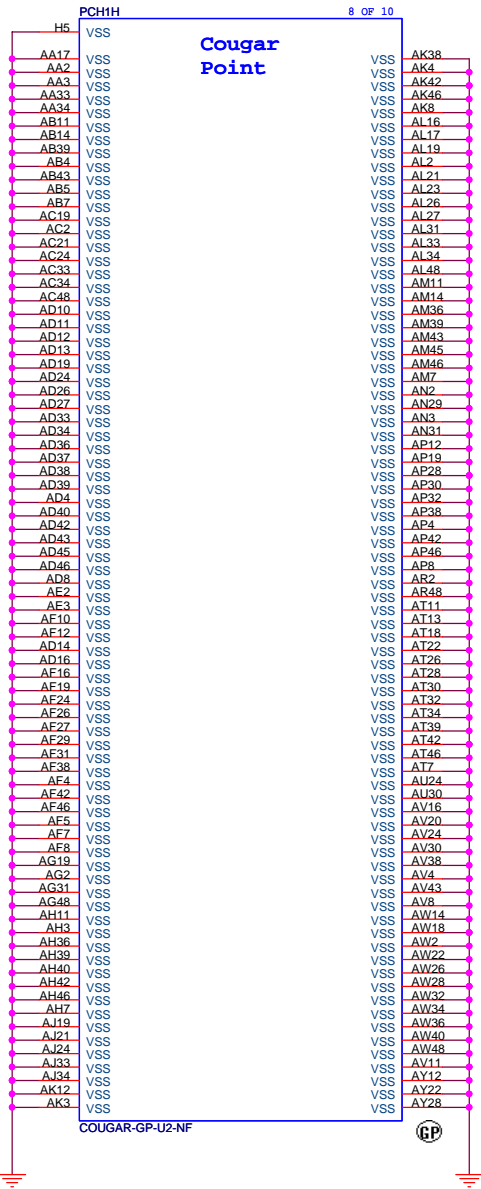 PCH1H 8 OF 10
H5 VSS
Cougar
Point
AA17 VSS VSS AK38
AA2 VSS VSS AK4
AA3 VSS VSS AK42
AA33 VSS VSS AK46
AA34 VSS VSS AK8
AB11 VSS VSS AL16
AB14 VSS VSS AL17
AB39 VSS VSS AL19
AB4 VSS VSS AL2
AB43 VSS VSS AL21
AB5 VSS VSS AL23
AB7 VSS VSS AL26
AC19 VSS VSS AL27
AC2 VSS VSS AL31
AC21 VSS VSS AL33
AC24 VSS VSS AL34
AC33 VSS VSS AL48
AC34 VSS VSS AM11
AC48 VSS VSS AM14
AD10 VSS VSS AM36
AD11 VSS VSS AM39
AD12 VSS VSS AM43
AD13 VSS VSS AM45
AD19 VSS VSS AM46
AD24 VSS VSS AM7
AD26 VSS VSS AN2
AD27 VSS VSS AN29
AD33 VSS VSS AN3
AD34 VSS VSS AN31
AD36 VSS VSS AP12
AD37 VSS VSS AP19
AD38 VSS VSS AP28
AD39 VSS VSS AP30
AD4 VSS VSS AP32
AD40 VSS VSS AP38
AD42 VSS VSS AP4
AD43 VSS VSS AP42
AD45 VSS VSS AP46
AD46 VSS VSS AP8
AD8 VSS VSS AR2
AE2 VSS VSS AR48
AE3 VSS VSS AT11
AF10 VSS VSS AT13
AF12 VSS VSS AT18
AD14 VSS VSS AT22
AD16 VSS VSS AT26
AF16 VSS VSS AT28
AF19 VSS VSS AT30
AF24 VSS VSS AT32
AF26 VSS VSS AT34
AF27 VSS VSS AT39
AF29 VSS VSS AT42
AF31 VSS VSS AT46
AF38 VSS VSS AT7
AF4 VSS VSS AU24
AF42 VSS VSS AU30
AF46 VSS VSS AV16
AF5 VSS VSS AV20
AF7 VSS VSS AV24
AF8 VSS VSS AV30
AG19 VSS VSS AV38
AG2 VSS VSS AV4
AG31 VSS VSS AV43
AG48 VSS VSS AV8
AH11 VSS VSS AW14
AH3 VSS VSS AW18
AH36 VSS VSS AW2
AH39 VSS VSS AW22
AH40 VSS VSS AW26
AH42 VSS VSS AW28
AH46 VSS VSS AW32
AH7 VSS VSS AW34
AJ19 VSS VSS AW36
AJ21 VSS VSS AW40
AJ24 VSS VSS AW48
AJ33 VSS VSS AV11
AJ34 VSS VSS AY12
AK12 VSS VSS AY22
AK3 VSS VSS AY28
COUGAR-GP-U2-NF
GP